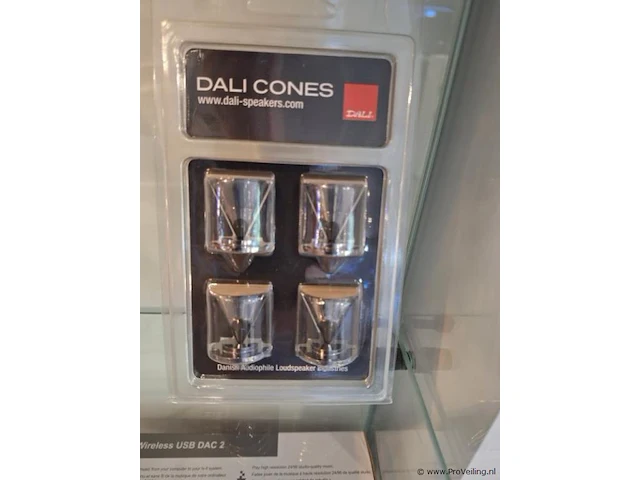 DALI CONES
www.dali-speakers.com
DALI
Danish Audiophile Loudspeaker Industries
Wireless USB DAC 2
© www.ProVeiling.nl